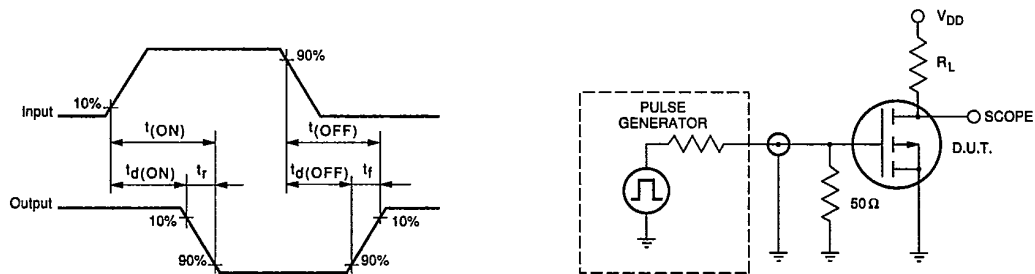 90%
Input
10%
t(ON)
t(OFF)
td(ON)
tr
td(OFF)
tf
Output
10%
10%
90%
90%
PULSE
GENERATOR
VDD
RL
SCOPE
D.U.T.
50Ω